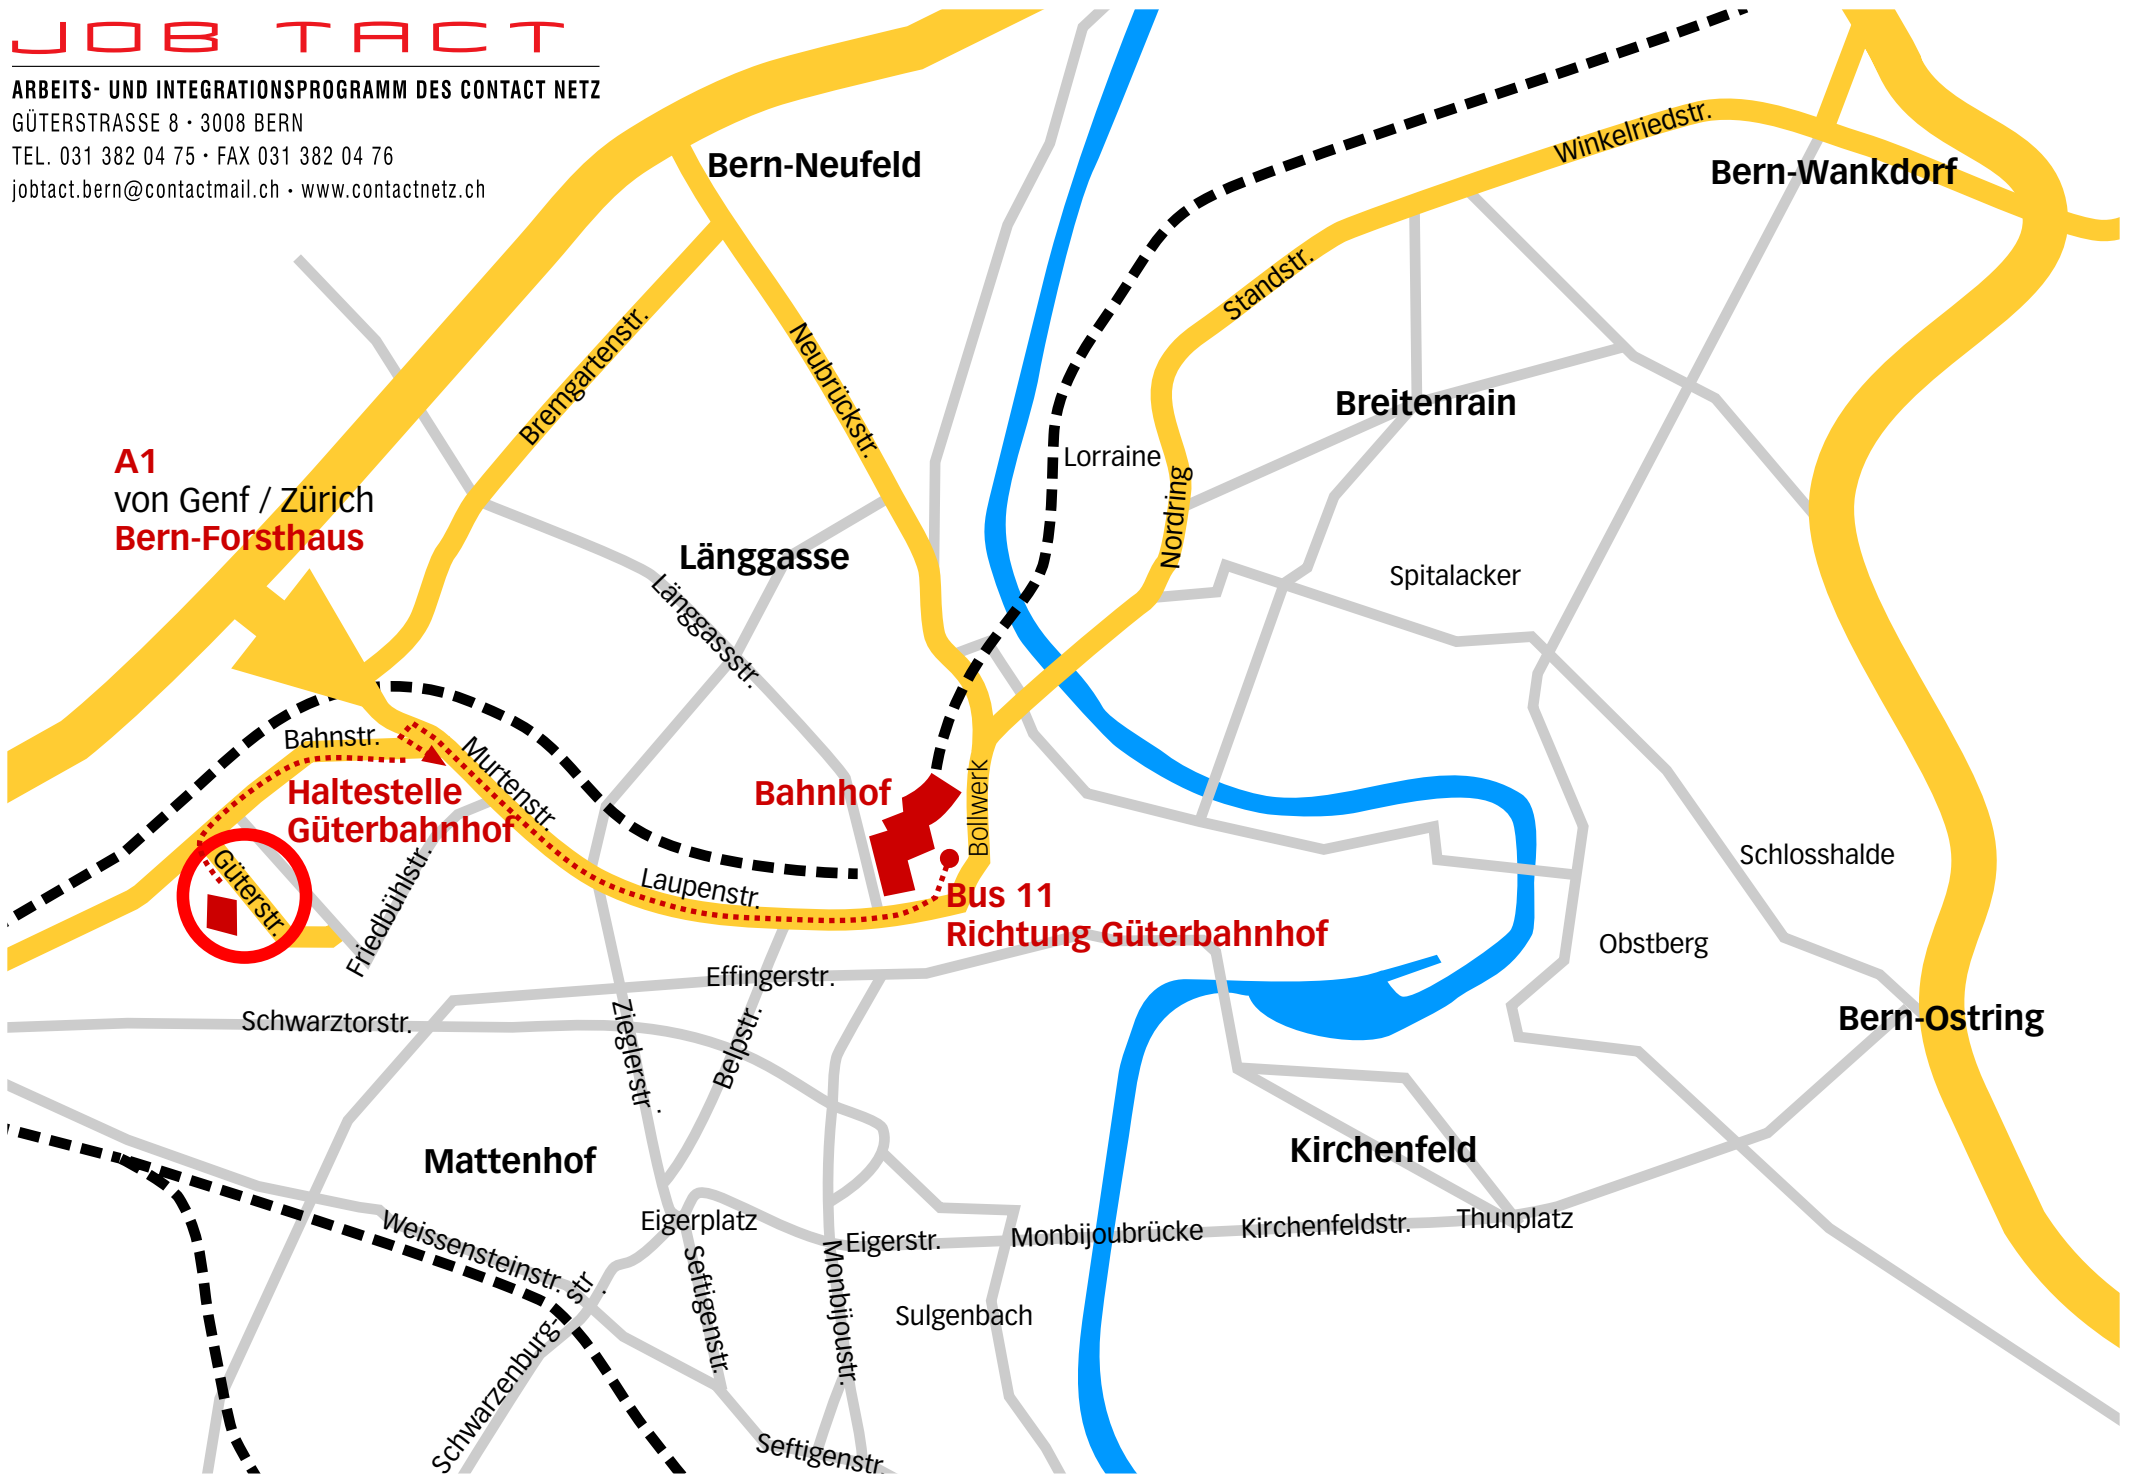 JOB TACT
ARBEITS- UND INTEGRATIONSPROGRAMM DES CONTACT NETZ
GÜTERSTRASSE 8 • 3008 BERN
TEL. 031 382 04 75 • FAX 031 382 04 76
jobtact.bern@contactmail.ch • www.contactnetz.ch
Bern-Neufeld
Winkelriedstr.
Bern-Wankdorf
Standstr.
Bremgartenstr.
Neubrückstr.
Breitenrain
A1
von Genf / Zürich
Bern-Forsthaus
Lorraine
Nordring
Länggasse
Länggassstr.
Spitalacker
Bahnstr.
Murtenstr.
Haltestelle
Güterbahnhof
Bahnhof
Bollwerk
Güterstr.
Friedbühlstr.
Laupenstr.
Bus 11
Richtung Güterbahnhof
Schlosshalde
Obstberg
Effingerstr.
Schwarztorstr.
Zieglerstr.
Belpstr.
Bern-Ostring
Mattenhof
Kirchenfeld
Weissensteinstr.
Eigerplatz
Eigerstr.
Monbijoubrücke
Kirchenfeldstr.
Thunplatz
Seftigenstr.
Monbijoustr.
Sulgenbach
Schwarzenburg-
str.
Seftigenstr.